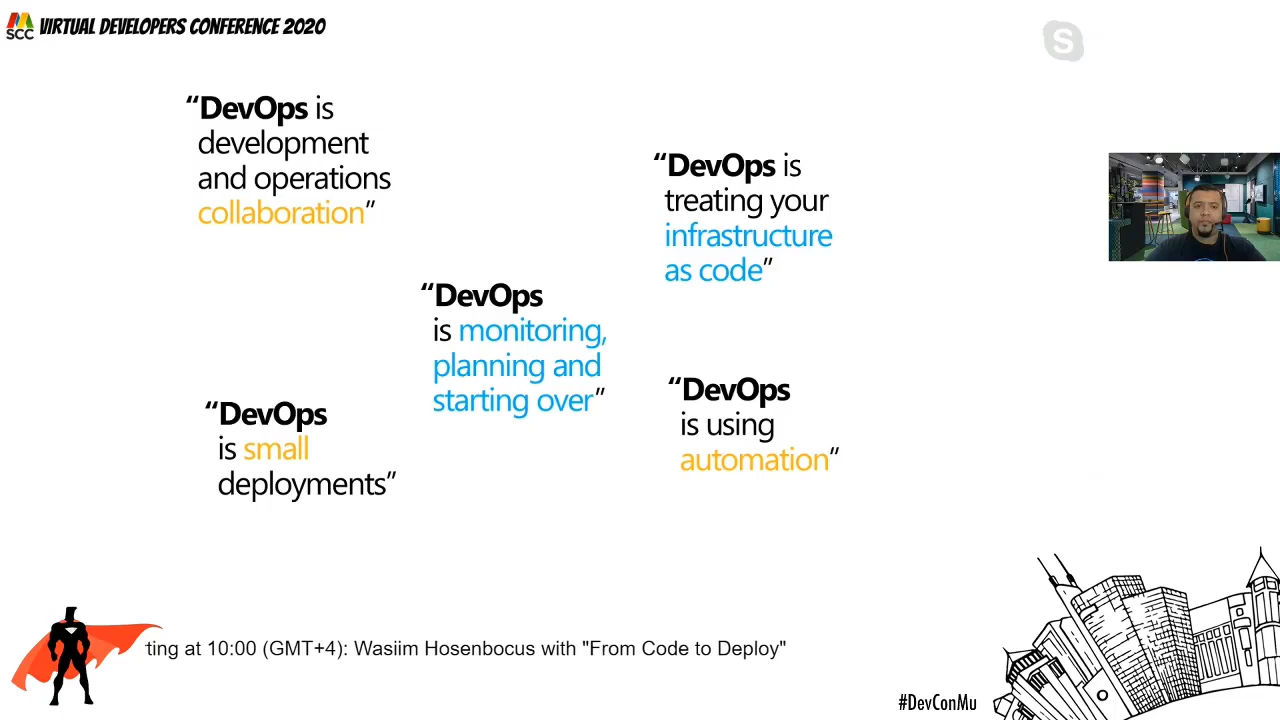 SCC VIRTUAL DEVELOPERS CONFERENCE 2020
S
“DevOps is
development
and operations
collaboration”
“DevOps is
treating your
infrastructure
as code”
“DevOps
is monitoring,
planning and
starting over”
“DevOps
is small
deployments”
“DevOps
is using
automation”
ting at 10:00 (GMT+4): Wasiim Hosenbocus with "From Code to Deploy"
#DevConMu